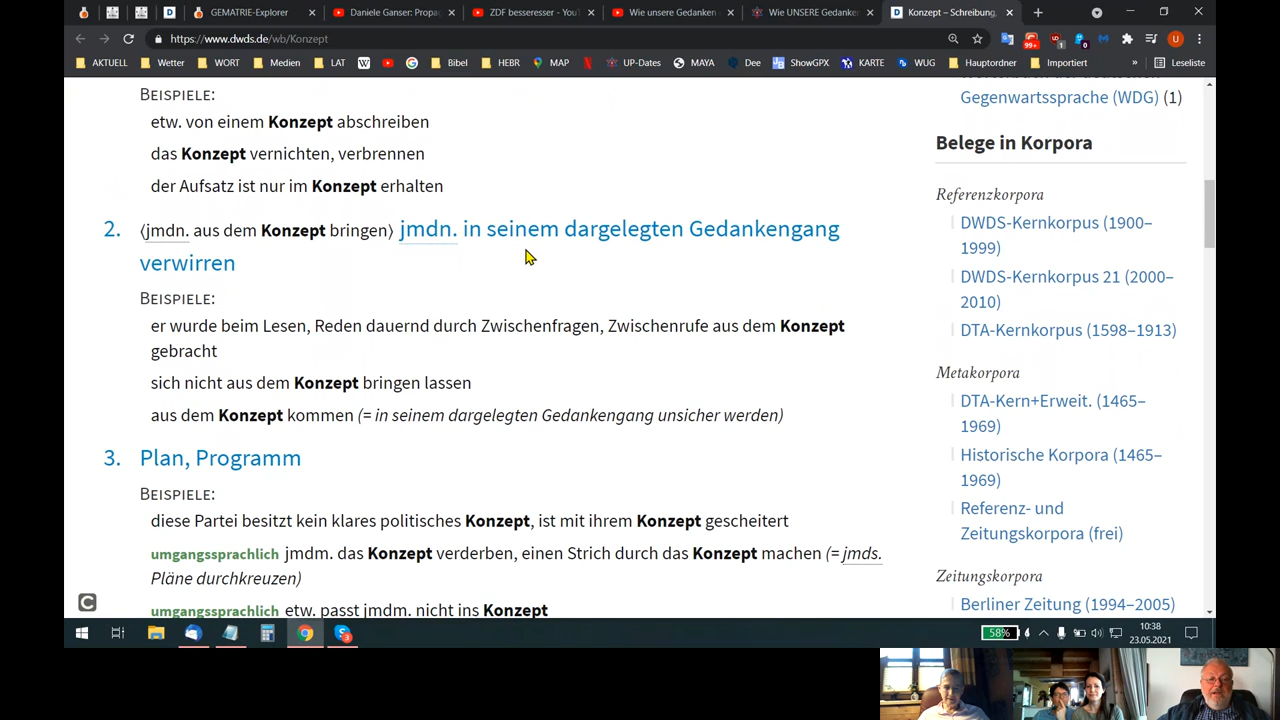 GEMATRIE-Explorer
Daniele Ganser: Propa
ZDF besseresser - YouT
Wie unsere Gedanken
Wie UNSERE Gedanken
Konzept – Schreibung,
https://www.dwds.de/wb/Konzept
99+
1
0
U
AKTUELL
Wetter
WORT
Medien
LAT
W
Bibel
HEBR
MAP
UP-Dates
MAYA
Dee
ShowGPX
KARTE
WUG
Hauptordner
Importiert
»
Leseliste
BEISPIELE:
etw. von einem Konzept abschreiben
das Konzept vernichten, verbrennen
der Aufsatz ist nur im Konzept erhalten
2. ⟨jmdn. aus dem Konzept bringen⟩ jmdn. in seinem dargelegten Gedankengang
verwirren
BEISPIELE:
er wurde beim Lesen, Reden dauernd durch Zwischenfragen, Zwischenrufe aus dem Konzept
gebracht
sich nicht aus dem Konzept bringen lassen
aus dem Konzept kommen (= in seinem dargelegten Gedankengang unsicher werden)
3. Plan, Programm
BEISPIELE:
diese Partei besitzt kein klares politisches Konzept, ist mit ihrem Konzept gescheitert
umgangssprachlich jmdm. das Konzept verderben, einen Strich durch das Konzept machen (= jmds.
Pläne durchkreuzen)
umgangssprachlich etw. passt jmdm. nicht ins Konzept
Gegenwartssprache (WDG) (1)
Belege in Korpora
Referenzkorpora
DWDS-Kernkorpus (1900–
1999)
DWDS-Kernkorpus 21 (2000–
2010)
DTA-Kernkorpus (1598–1913)
Metakorpora
DTA-Kern+Erweit. (1465–
1969)
Historische Korpora (1465–
1969)
Referenz- und
Zeitungskorpora (frei)
Zeitungskorpora
Berliner Zeitung (1994–2005)
58%
10:38
23.05.2021